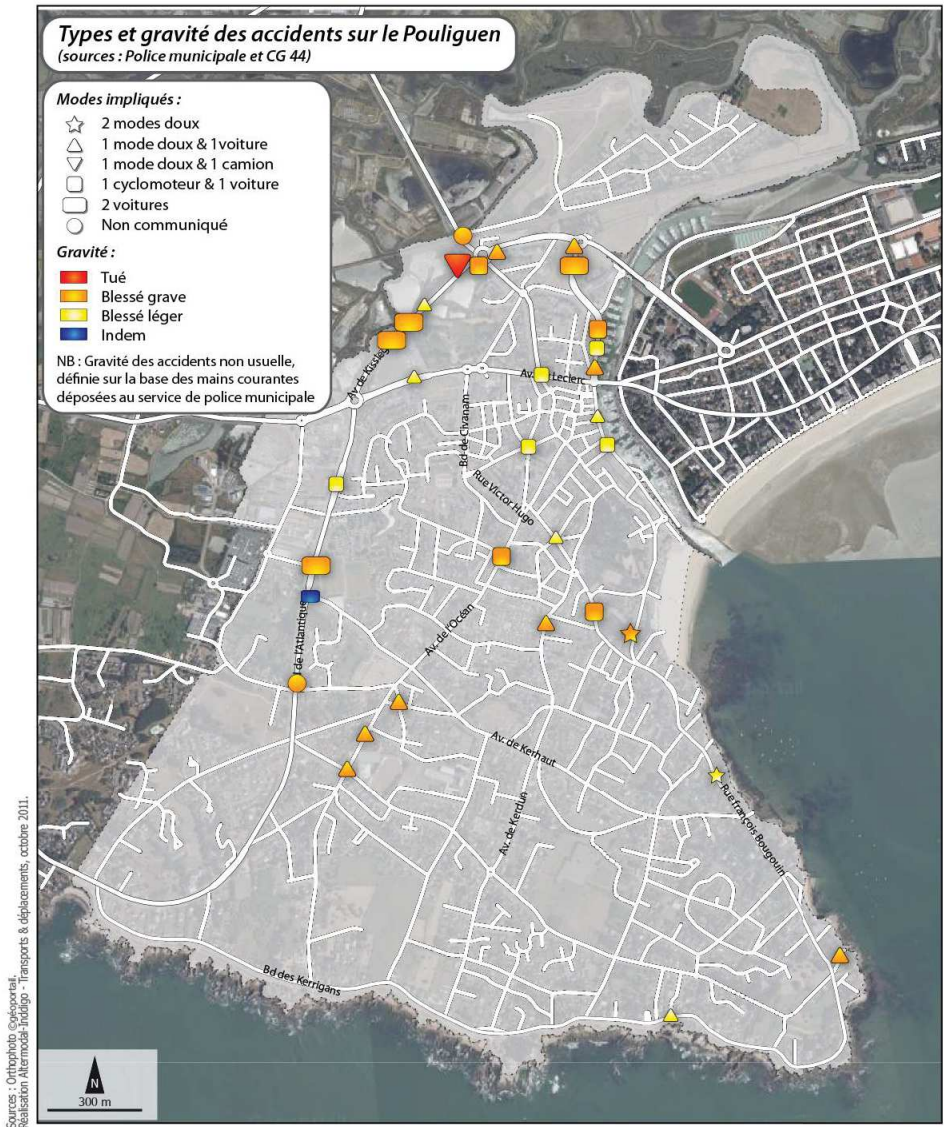 Types et gravité des accidents sur le Pouliguen
(sources : Police municipale et CG 44)
Modes impliqués :
2 modes doux
1 mode doux & 1voiture
1 mode doux & 1 camion
1 cyclomoteur & 1 voiture
2 voitures
Non communiqué
Gravité :
Tué
Blessé grave
Blessé léger
Indem
NB : Gravité des accidents non usuelle,
définie sur la base des mains courantes
déposées au service de police municipale
Av. de
Leclerc
Bd de Civanam
Rue Victor Hugo
de l'Atlantique
Av. de l'Océan
Av. de Kerhaut
Av. de Kerdun
Rue françois Bougouin
Bd des Kerrigans
N
300 m
Sources : Orthophoto ©géoportail.
Réalisation Altermodal-Inddigo - Transports & déplacements, octobre 2011.